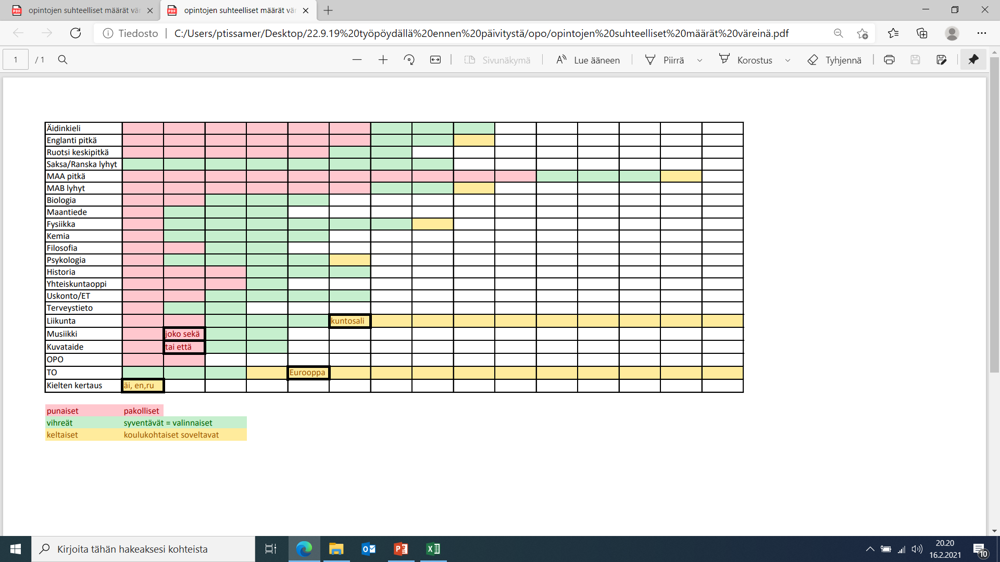 opintojen suhteelliset määrät vär
opintojen suhteelliset määrät vär
Tiedosto
C:/Users/ptissamer/Desktop/22.9.19%20työpöydällä%20ennen%20päivitystä/opo/opintojen%20suhteelliset%20määrät%20väreinä.pdf
1 / 1
Sivunäkymä
Lue ääneen
Piirrä
Korostus
Tyhjennä
Äidinkieli
Englanti pitkä
Ruotsi keskipitkä
Saksa/Ranska lyhyt
MAA pitkä
MAB lyhyt
Biologia
Maantiede
Fysiikka
Kemia
Filosofia
Psykologia
Historia
Yhteiskuntaoppi
Uskonto/ET
Terveystieto
Liikunta kuntosali
Musiikki joko sekä
Kuvataide tai että
OPO
TO Eurooppa
Kielten kertaus äi, en,ru
punaiset pakolliset
vihreät syventävät = valinnaiset
keltaiset koulukohtaiset soveltavat
Kirjoita tähän hakeaksesi kohteista
20.20
16.2.2021
10